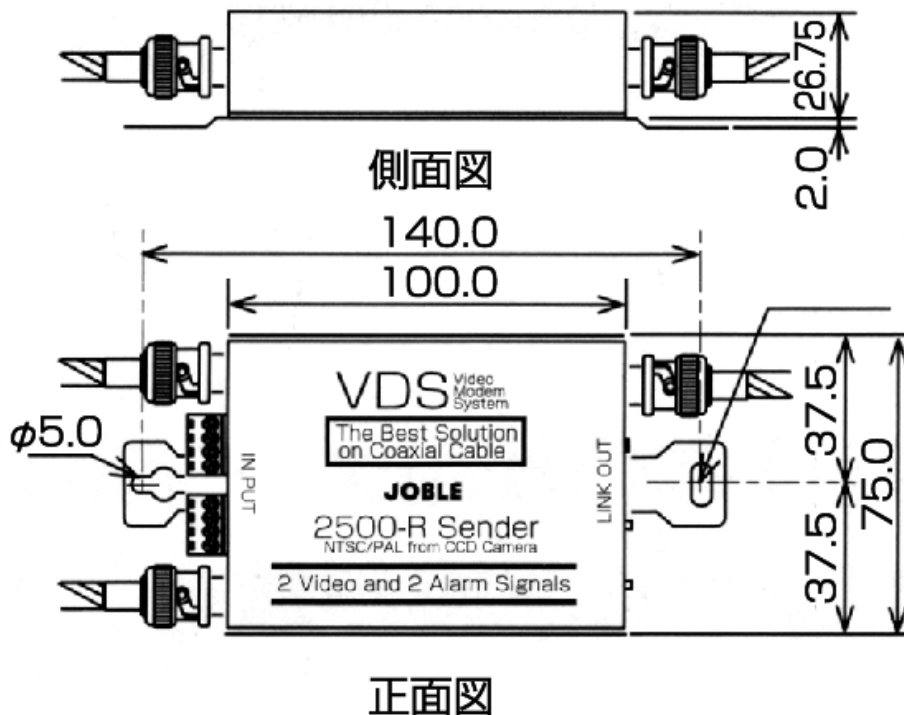 26.75
2.0
側面図
140.0
100.0
VDS Video Modem System
The Best Solution
on Coaxial Cable
φ5.0
IN PUT
LINK OUT
JOBLE
2500-R Sender
NTSC/PAL from CCD Camera
2 Video and 2 Alarm Signals
37.5
37.5
75.0
正面図